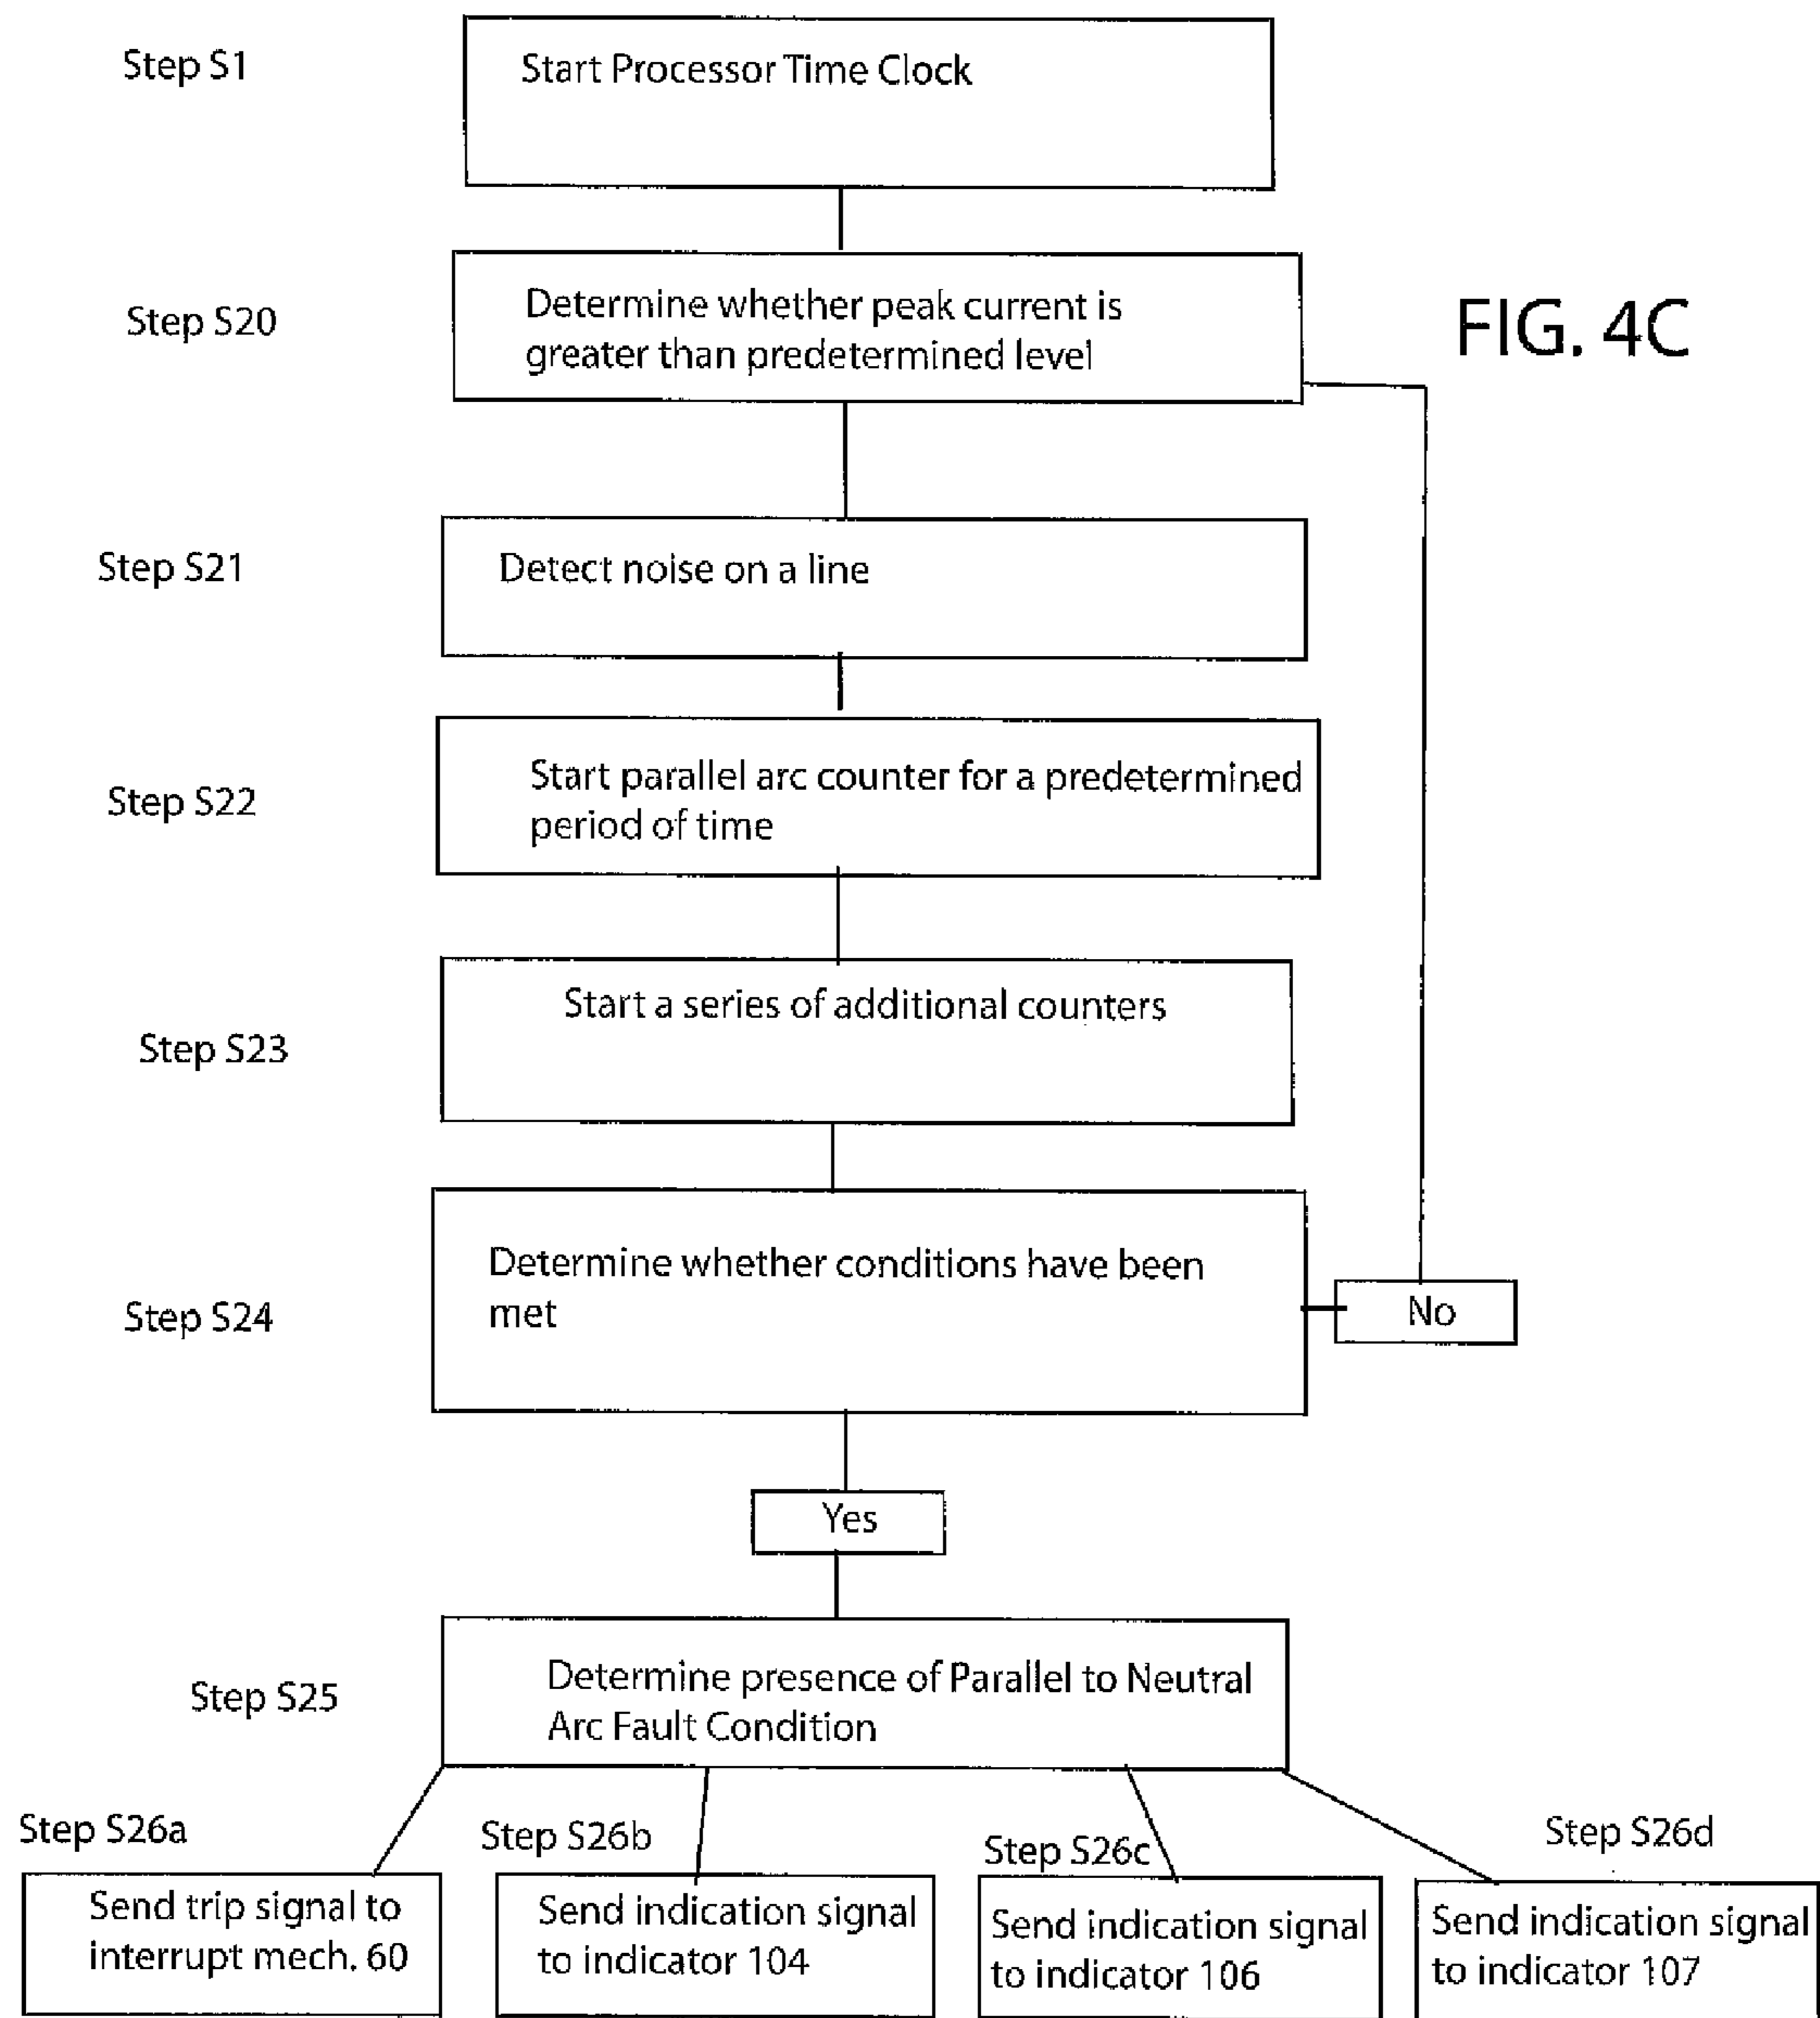 Step S1
Start Processor Time Clock
Step S20
Determine whether peak current is
greater than predetermined level
FIG. 4C
Step S21
Detect noise on a line
Step S22
Start parallel arc counter for a predetermined
period of time
Step S23
Start a series of additional counters
Step S24
Determine whether conditions have been
met
No
Yes
Step S25
Determine presence of Parallel to Neutral
Arc Fault Condition
Step S26a
Send trip signal to
interrupt mech. 60
Step S26b
Send indication signal
to indicator 104
Step S26c
Send indication signal
to indicator 106
Step S26d
Send indication signal
to indicator 107